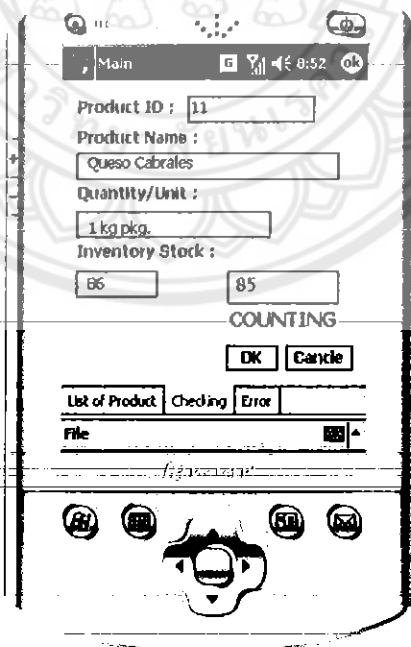 Main G 8:52 ok
Product ID : 11
Product Name :
Queso Cabrales
Quantity/Unit :
1 kg pkg.
Inventory Stock :
86 85
COUNTING
OK Cancle
List of Product Checking Error
File